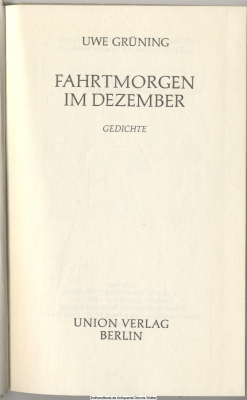 UWE GRÜNING
FAHRTMORGEN
IM DEZEMBER
GEDICHTE
UNION VERLAG
BERLIN